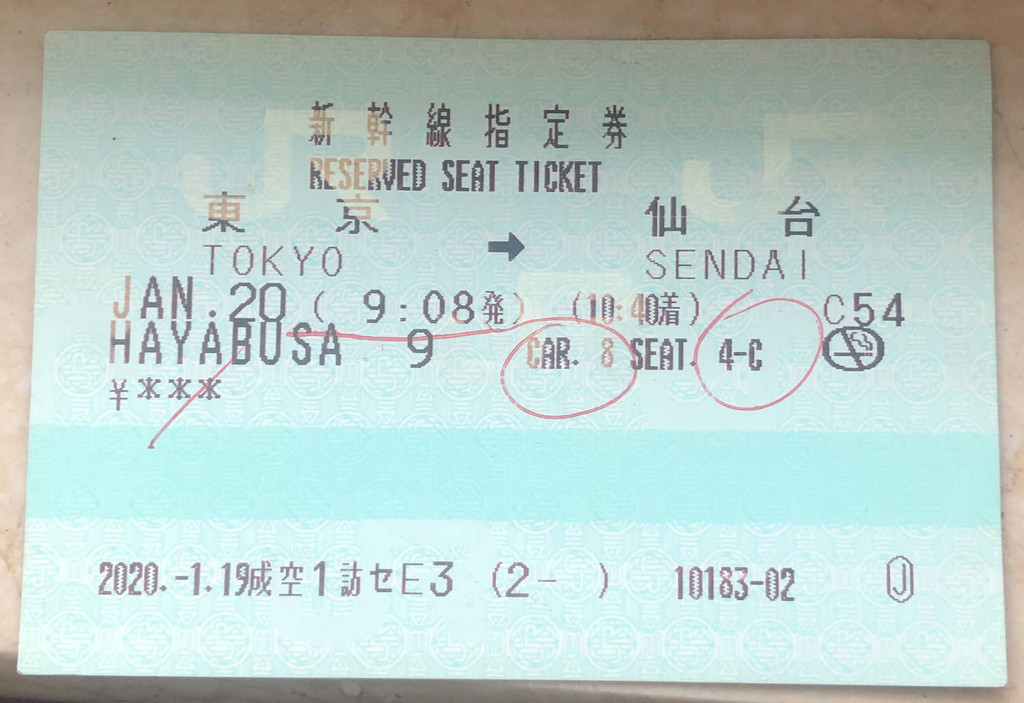 新幹線指定券
RESERVED SEAT TICKET
東京 → 仙台
TOKYO SENDAI
JAN.20 ( 9:08発) (10:40着) C54
HAYABUSA 9 CAR. 8 SEAT. 4-C
¥***
2020.-1.19成空1訪セE3 (2- ) 10183-02 Ⓙ